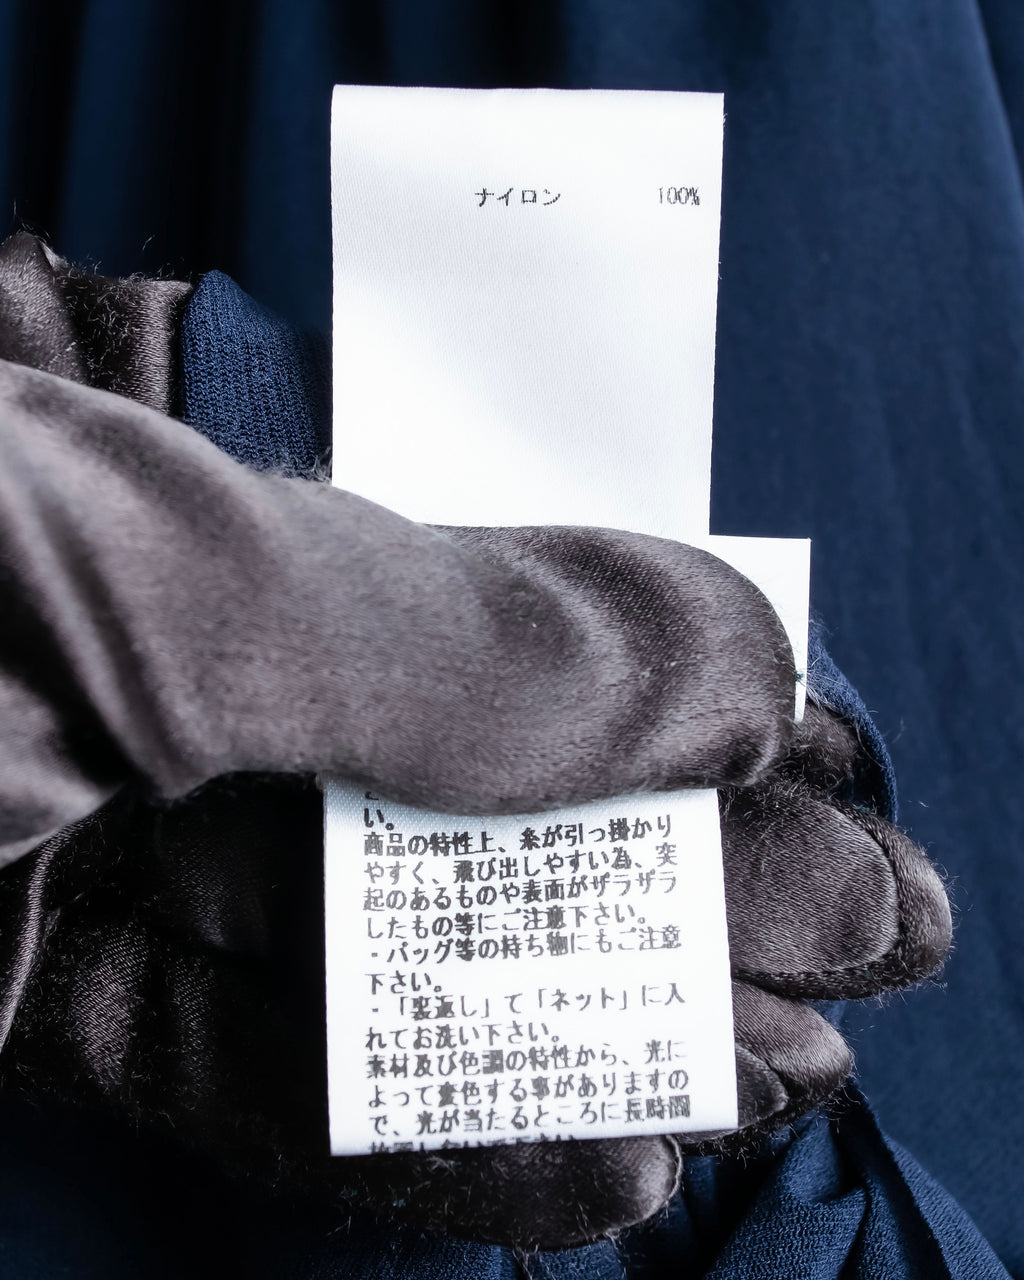 ナイロン 100%
い。
商品の特性上、糸が引っ掛かり
やすく、飛び出しやすい為、突
起のあるものや表面がザラザラ
したもの等にご注意下さい。
・バッグ等の持ち物にもご注意
下さい。
・「裏返し」て「ネット」に入
れてお洗い下さい。
素材及び色調の特性から、光に
よって変色する事がありますの
で、光が当たるところに長時間